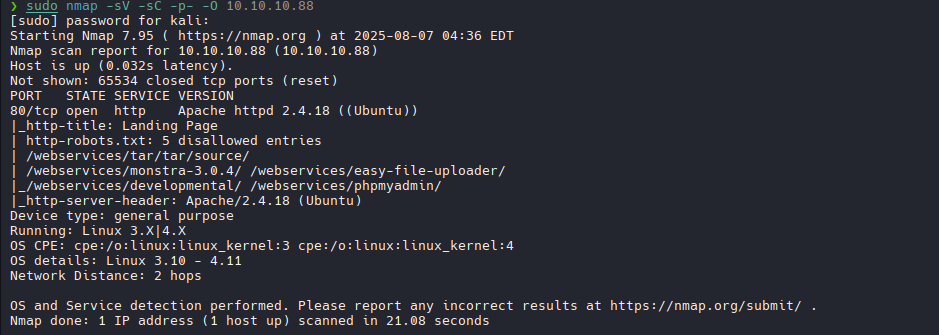 ❯ sudo nmap -sV -sC -p- -O 10.10.10.88
[sudo] password for kali:
Starting Nmap 7.95 ( https://nmap.org ) at 2025-08-07 04:36 EDT
Nmap scan report for 10.10.10.88 (10.10.10.88)
Host is up (0.032s latency).
Not shown: 65534 closed tcp ports (reset)
PORT   STATE SERVICE VERSION
80/tcp open  http    Apache httpd 2.4.18 ((Ubuntu))
|_http-title: Landing Page
| http-robots.txt: 5 disallowed entries
| /webservices/tar/tar/source/
| /webservices/monstra-3.0.4/ /webservices/easy-file-uploader/
|_/webservices/developmental/ /webservices/phpmyadmin/
|_http-server-header: Apache/2.4.18 (Ubuntu)
Device type: general purpose
Running: Linux 3.X|4.X
OS CPE: cpe:/o:linux:linux_kernel:3 cpe:/o:linux:linux_kernel:4
OS details: Linux 3.10 - 4.11
Network Distance: 2 hops

OS and Service detection performed. Please report any incorrect results at https://nmap.org/submit/ .
Nmap done: 1 IP address (1 host up) scanned in 21.08 seconds